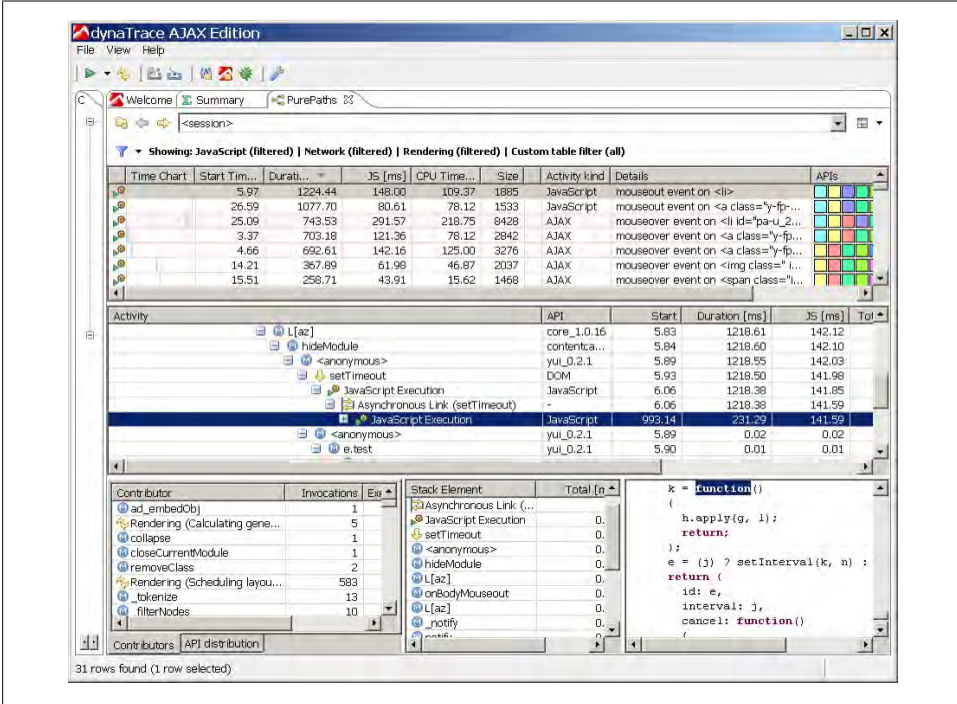 dynaTrace AJAX Edition
File View Help
C
Welcome Σ Summary PurePaths
<session>
Showing: JavaScript (filtered) | Network (filtered) | Rendering (filtered) | Custom table filter (all)
Time Chart Start Tim... Durati... JS [ms] CPU Time... Size Activity kind Details APIs
5.97 1224.44 148.00 109.37 1885 JavaScript mouseout event on <li>
26.59 1077.70 80.61 78.12 1533 JavaScript mouseout event on <a class="y-fp-...
25.09 743.53 291.57 218.75 8428 AJAX mouseover event on <li id="pa-u_2...
3.37 703.18 121.36 78.12 2842 AJAX mouseover event on <a class="y-fp...
4.66 692.61 142.16 125.00 3276 AJAX mouseover event on <a class="y-fp...
14.21 367.89 61.98 46.87 2037 AJAX mouseover event on <img class=" i...
15.51 258.71 43.91 15.62 1468 AJAX mouseover event on <span class="i...
Activity API Start Duration [ms] JS [ms] Tot
L[az] core_1.0.16 5.83 1218.61 142.12
hideModule contentca... 5.84 1218.60 142.10
<anonymous> yui_0.2.1 5.89 1218.55 142.03
setTimeout DOM 5.93 1218.50 141.98
JavaScript Execution JavaScript 6.06 1218.38 141.85
Asynchronous Link (setTimeout) - 6.06 1218.38 141.59
JavaScript Execution JavaScript 993.14 231.29 141.59
<anonymous> yui_0.2.1 5.89 0.02 0.02
e.test yui_0.2.1 5.90 0.01 0.01
Contributor Invocations Exe
ad_embedObj 1
Rendering (Calculating gene... 5
collapse 1
closeCurrentModule 1
removeClass 2
Rendering (Scheduling layou... 583
_tokenize 13
_filterNodes 10
Contributors API distribution
Stack Element Total [n
Asynchronous Link (...
JavaScript Execution 0.
setTimeout 0.
<anonymous> 0.
hideModule 0.
L[az] 0.
onBodyMouseout 0.
L[az] 0.
_notify 0.
k = function()
{
h.apply(g, l);
return;
};
e = (j) ? setInterval(k, n) :
return {
id: e,
interval: j,
cancel: function()
{
31 rows found (1 row selected)